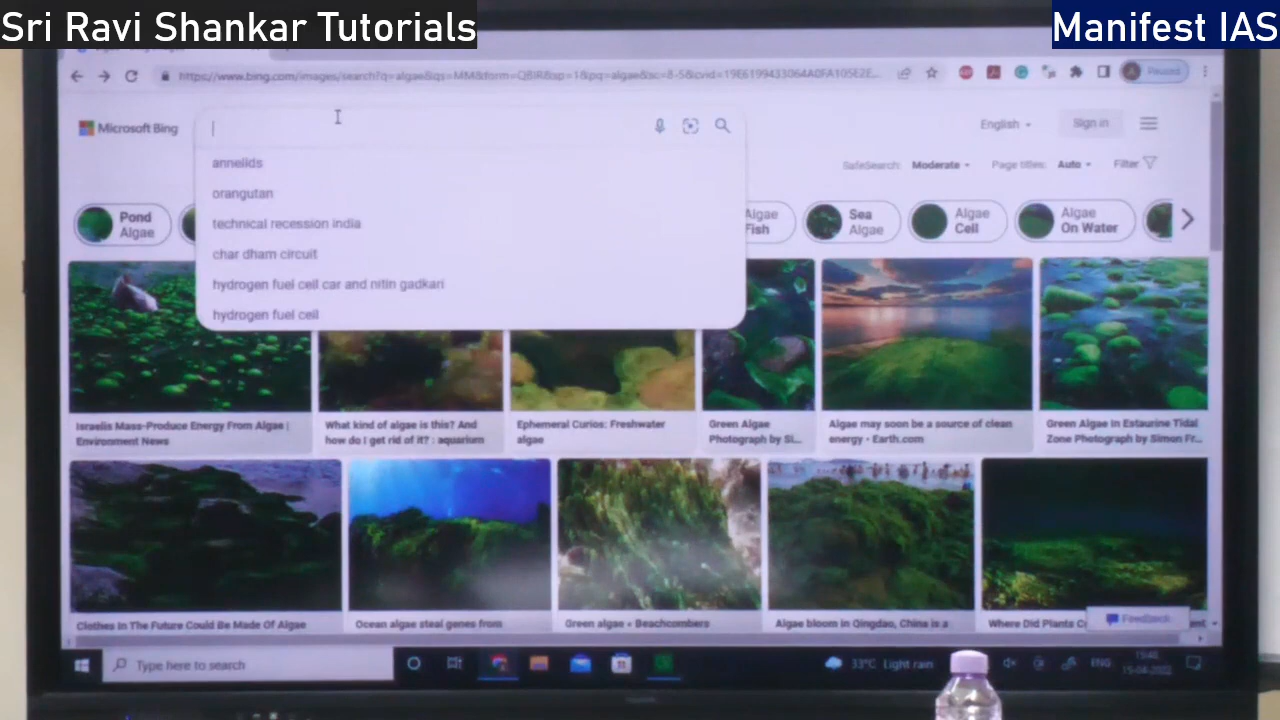 Sri Ravi Shankar Tutorials
Manifest IAS
Microsoft Bing
English
Sign in
annelids
orangutan
technical recession india
char dham circuit
hydrogen fuel cell car and nitin gadkari
hydrogen fuel cell
SafeSearch: Moderate
Page titles: Auto
Filter
Pond
Algae
Algae
Fish
Sea
Algae
Algae
Cell
Algae
On Water
Israelis Mass-Produce Energy From Algae |
Environment News
What kind of algae is this? And
how do I get rid of it? : aquarium
Ephemeral Curios: Freshwater
algae
Green Algae
Photograph by Si...
Algae may soon be a source of clean
energy • Earth.com
Green Algae In Estaurine Tidal
Zone Photograph by Simon Fr...
Clothes In The Future Could Be Made Of Algae
Ocean algae steal genes from
Green algae « Beachcombers
Algae bloom in Qingdao, China is a
Where Did Plants
Feedback
Type here to search
33°C Light rain
ENG